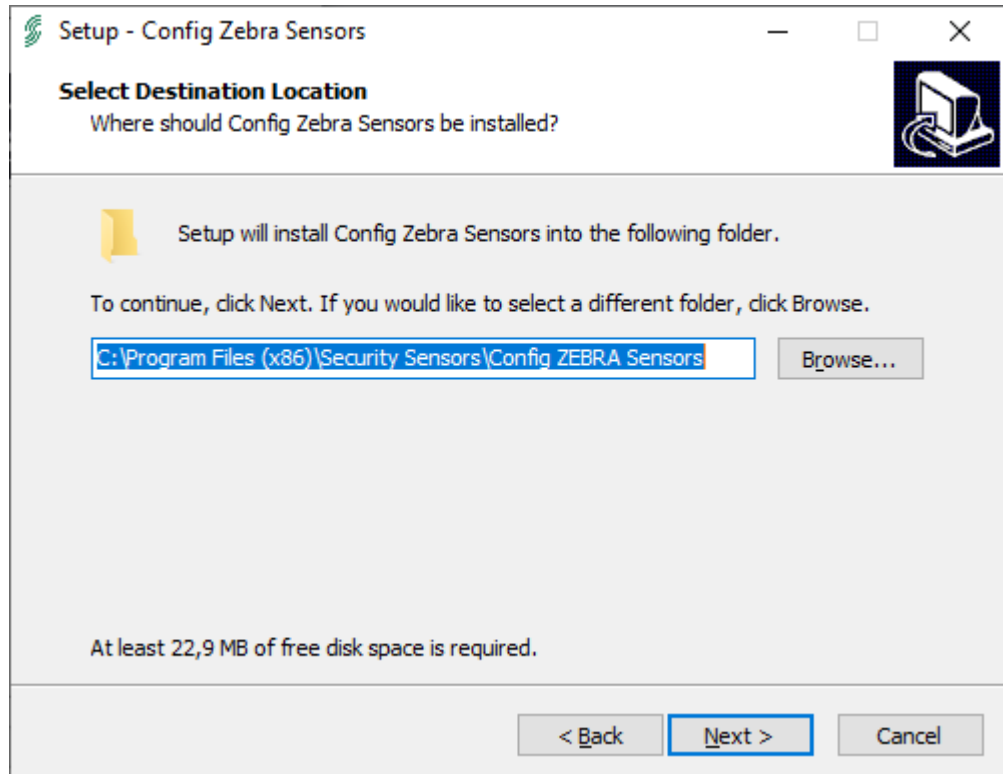 Setup - Config Zebra Sensors
Select Destination Location
Where should Config Zebra Sensors be installed?
Setup will install Config Zebra Sensors into the following folder.
To continue, click Next. If you would like to select a different folder, click Browse.
C:\Program Files (x86)\Security Sensors\Config ZEBRA Sensors
Browse...
At least 22,9 MB of free disk space is required.
< Back
Next >
Cancel